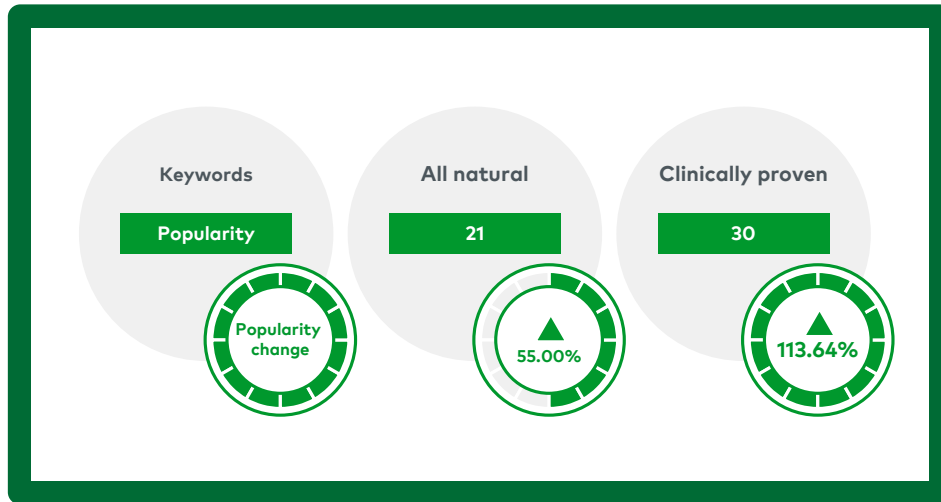 Keywords
Popularity
Popularity
change
All natural
21
55.00%
Clinically proven
30
113.64%